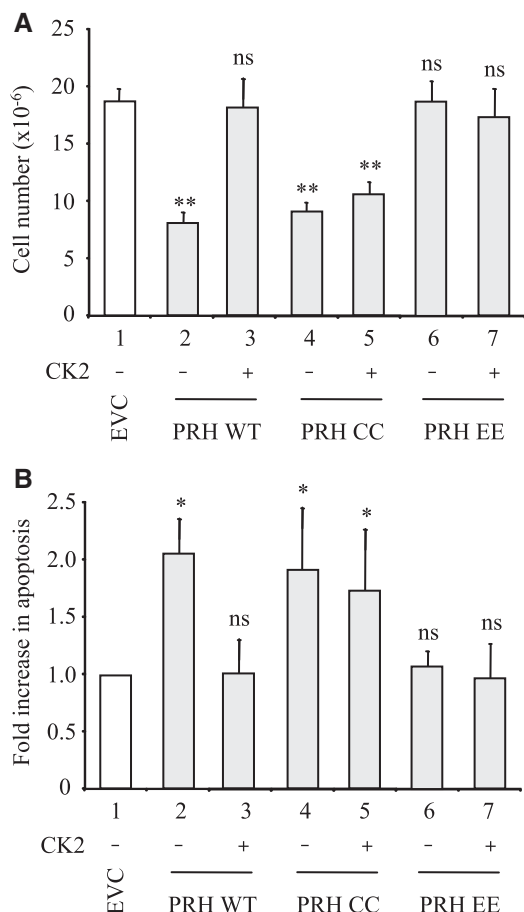 A
25
20
15
10
5
0
Cell number (x10-6)
ns
ns
ns
**
**
**
1 2 3 4 5 6 7
CK2 - - + - + - +
EVC
PRH WT PRH CC PRH EE
B
2.5
2.0
1.5
1.0
0.5
0
Fold increase in apoptosis
*
*
*
ns
ns
ns
1 2 3 4 5 6 7
CK2 - - + - + - +
EVC
PRH WT PRH CC PRH EE